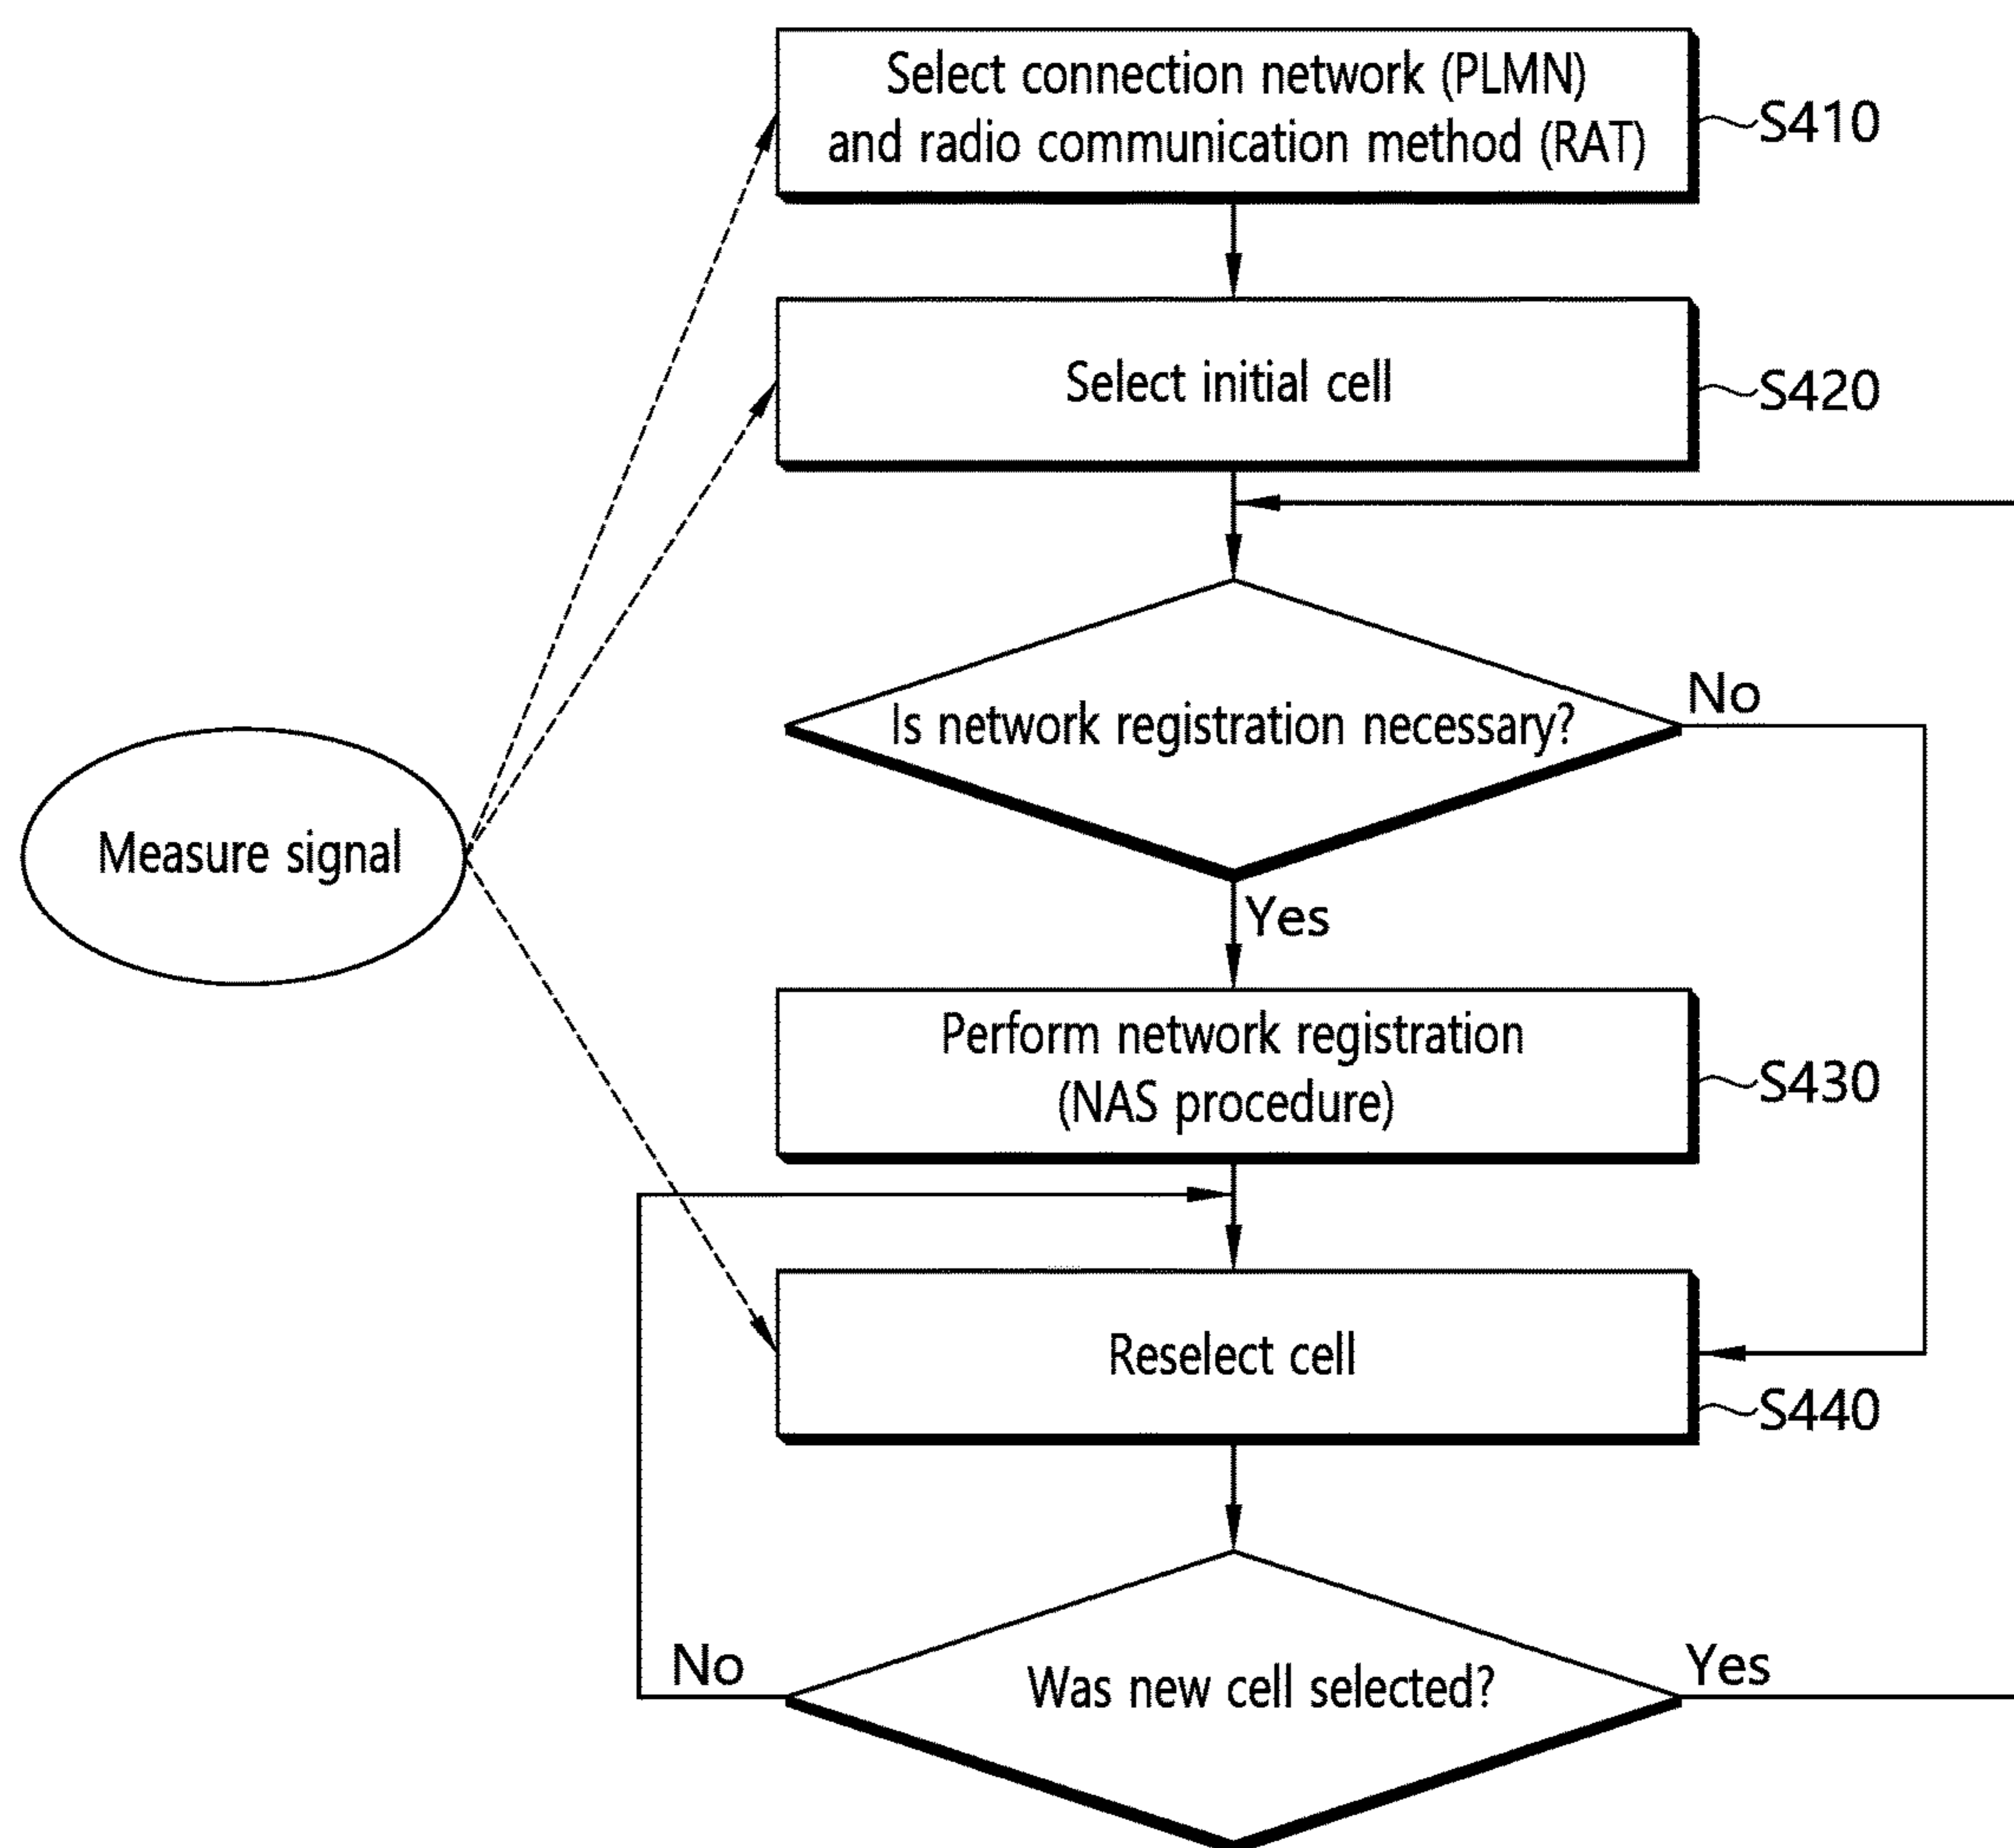 Select connection network (PLMN)
and radio communication method (RAT)
S410
Select initial cell
S420
Is network registration necessary?
No
Measure signal
Yes
Perform network registration
(NAS procedure)
S430
Reselect cell
S440
No
Was new cell selected?
Yes